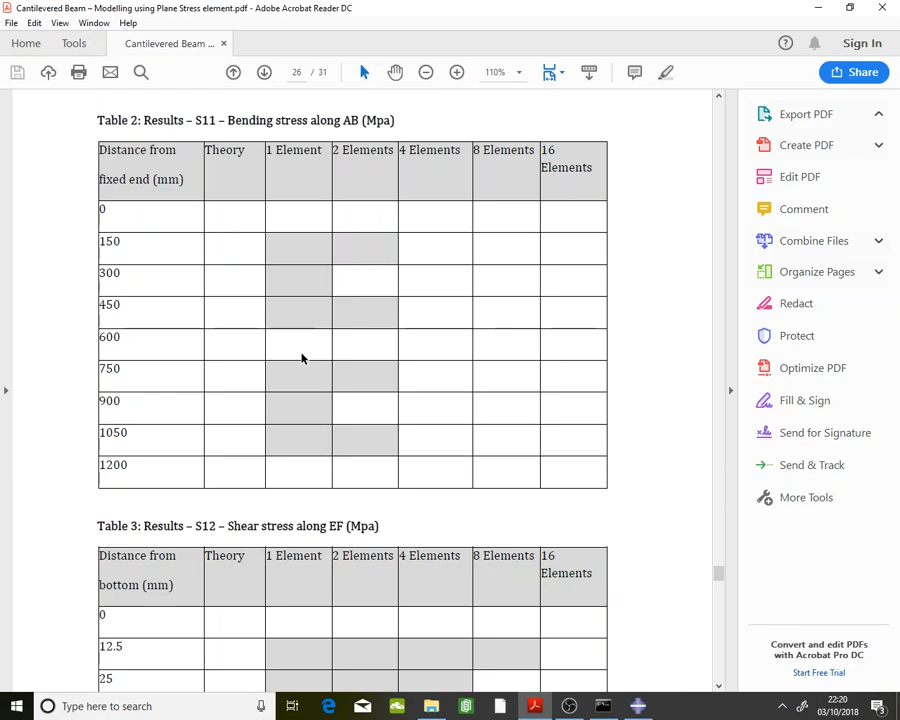 Cantilevered Beam – Modelling using Plane Stress element.pdf - Adobe Acrobat Reader DC
File Edit View Window Help
Home Tools Cantilevered Beam ... × Sign In
26 / 31 110% Share
Table 2: Results – S11 – Bending stress along AB (Mpa)
Distance from Theory 1 Element 2 Elements 4 Elements 8 Elements 16
Elements
fixed end (mm)
0
150
300
450
600
750
900
1050
1200
Table 3: Results – S12 – Shear stress along EF (Mpa)
Distance from Theory 1 Element 2 Elements 4 Elements 8 Elements 16
Elements
bottom (mm)
0
12.5
25
Export PDF
Create PDF
Edit PDF
Comment
Combine Files
Organize Pages
Redact
Protect
Optimize PDF
Fill & Sign
Send for Signature
Send & Track
More Tools
Convert and edit PDFs
with Acrobat Pro DC
Start Free Trial
Type here to search
22:20
03/10/2018
3